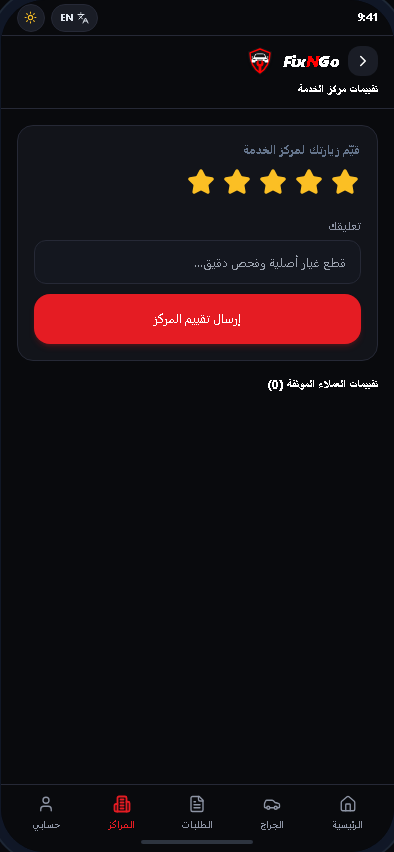 9:41
EN
FixNGo
تقييمات مركز الخدمة
قيّم زيارتك لمركز الخدمة
تعليقك
قطع غيار أصلية وفحص دقيق...
إرسال تقييم المركز
تقييمات العملاء الموثقة (0)
الرئيسية
الجراج
الطلبات
المراكز
حسابي